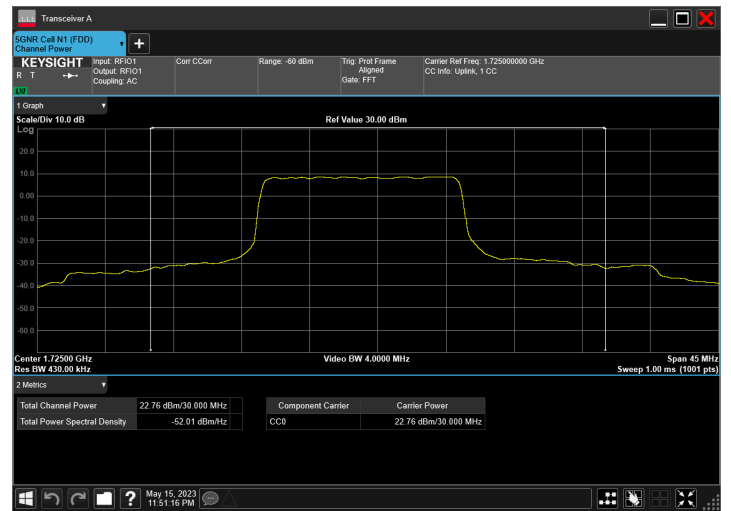 Transceiver A
5GNR Cell N1 (FDD)
Channel Power
KEYSIGHT
R T
LXI
Input: RFIO1
Output: RFIO1
Coupling: AC
Corr CCorr
Range: -60 dBm
Trig: Prot Frame
Aligned
Gate: FFT
Carrier Ref Freq: 1.725000000 GHz
CC Info: Uplink, 1 CC
1 Graph
Scale/Div 10.0 dB
Ref Value 30.00 dBm
Log
20.0
10.0
0.00
-10.0
-20.0
-30.0
-40.0
-50.0
-60.0
Center 1.72500 GHz
Video BW 4.0000 MHz
Span 45 MHz
Res BW 430.00 kHz
Sweep 1.00 ms (1001 pts)
2 Metrics
Total Channel Power 22.76 dBm/30.000 MHz
Total Power Spectral Density -52.01 dBm/Hz
Component Carrier Carrier Power
CC0 22.76 dBm/30.000 MHz
?
May 15, 2023
11:51:16 PM